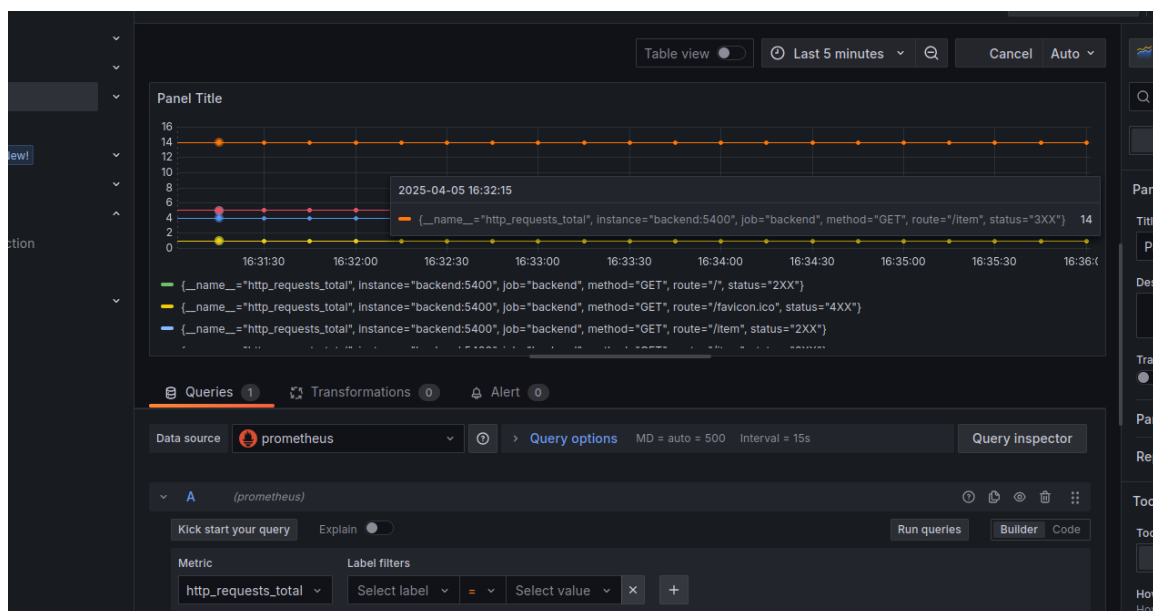 Table view
Last 5 minutes
Cancel
Auto
Panel Title
16
14
12
10
8
6
4
2
0
2025-04-05 16:32:15
{__name__="http_requests_total", instance="backend:5400", job="backend", method="GET", route="/item", status="3XX"} 14
16:31:30 16:32:00 16:32:30 16:33:00 16:33:30 16:34:00 16:34:30 16:35:00 16:35:30 16:36:0
{__name__="http_requests_total", instance="backend:5400", job="backend", method="GET", route="/", status="2XX"}
{__name__="http_requests_total", instance="backend:5400", job="backend", method="GET", route="/favicon.ico", status="4XX"}
{__name__="http_requests_total", instance="backend:5400", job="backend", method="GET", route="/item", status="2XX"}
Queries 1
Transformations 0
Alert 0
Data source
prometheus
Query options
MD = auto = 500
Interval = 15s
Query inspector
A
(prometheus)
Kick start your query
Explain
Run queries
Builder
Code
Metric
Label filters
http_requests_total
Select label
=
Select value
ew!
ction
Pan
Titl
P
Des
Tra
Pa
Re
Too
Too
Hov